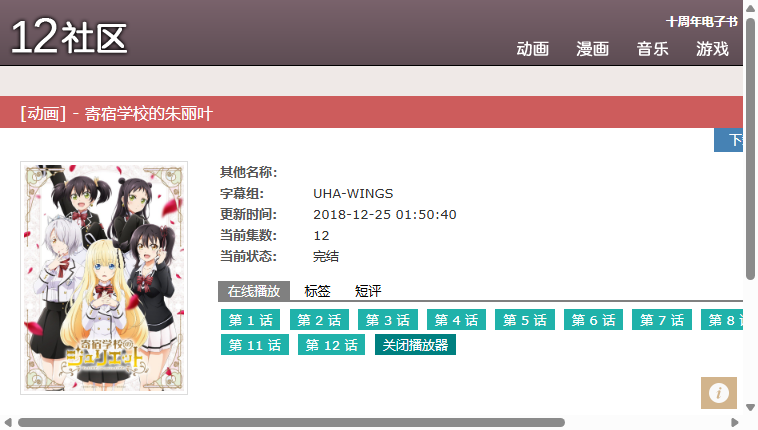 12社区
十周年电子书
动画 漫画 音乐 游戏
[动画] - 寄宿学校的朱丽叶
其他名称:
字幕组: UHA-WINGS
更新时间: 2018-12-25 01:50:40
当前集数: 12
当前状态: 完结
在线播放 标签 短评
第 1 话 第 2 话 第 3 话 第 4 话 第 5 话 第 6 话 第 7 话 第 8
第 11 话 第 12 话 关闭播放器
寄宿学校的
ジュリエット
i